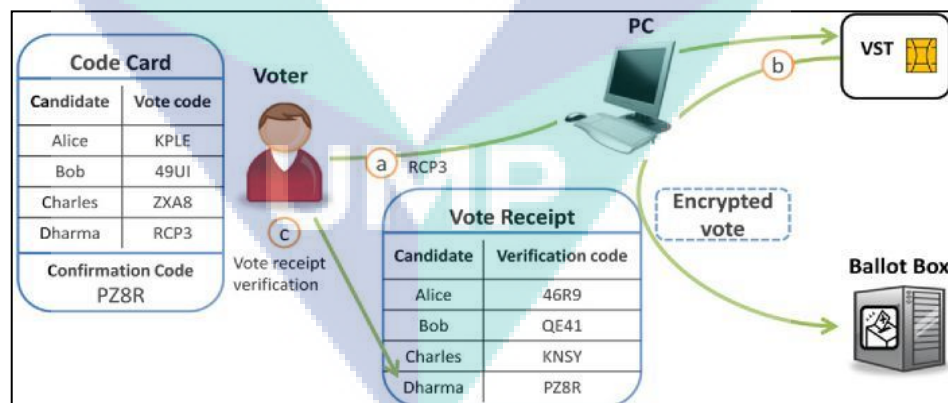 Code Card
Candidate Vote code
Alice KPLE
Bob 49UI
Charles ZXA8
Dharma RCP3
Confirmation Code
PZ8R
Voter
a
RCP3
c
Vote receipt
verification
PC
VST
b
Encrypted
vote
Ballot Box
Vote Receipt
Candidate Verification code
Alice 46R9
Bob QE41
Charles KNSY
Dharma PZ8R
UMP